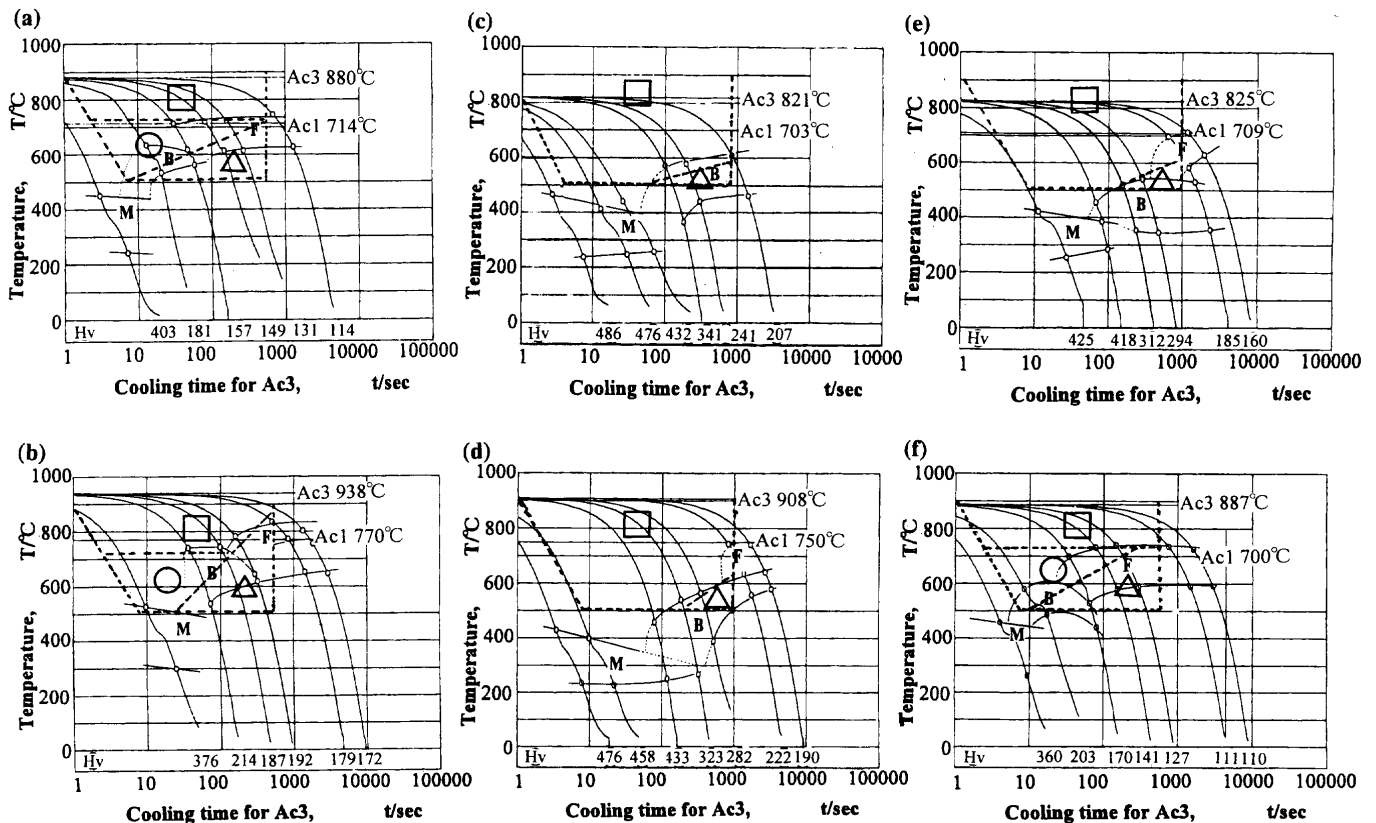 (a)
1000
800
600
400
200
0
Temperature, T/℃
Ac3 880℃
Ac1 714℃
F
B
M
Hv 403 181 157 149 131 114
1 10 100 1000 10000 100000
Cooling time for Ac3, t/sec
(c)
1000
800
600
400
200
0
Temperature, T/℃
Ac3 821℃
Ac1 703℃
B
M
Hv 486 476 432 341 241 207
1 10 100 1000 10000 100000
Cooling time for Ac3, t/sec
(e)
1000
800
600
400
200
0
Temperature, T/℃
Ac3 825℃
Ac1 709℃
F
B
M
Hv 425 418 312 294 185 160
1 10 100 1000 10000 100000
Cooling time for Ac3, t/sec
(b)
1000
800
600
400
200
0
Temperature, T/℃
Ac3 938℃
Ac1 770℃
F
B
M
Hv 376 214 187 192 179 172
1 10 100 1000 10000 100000
Cooling time for Ac3, t/sec
(d)
1000
800
600
400
200
0
Temperature, T/℃
Ac3 908℃
Ac1 750℃
F
B
M
Hv 476 458 433 323 282 222 190
1 10 100 1000 10000 100000
Cooling time for Ac3, t/sec
(f)
1000
800
600
400
200
0
Temperature, T/℃
Ac3 887℃
Ac1 700℃
F
B
M
Hv 360 203 170 141 127 111 110
1 10 100 1000 10000 100000
Cooling time for Ac3, t/sec